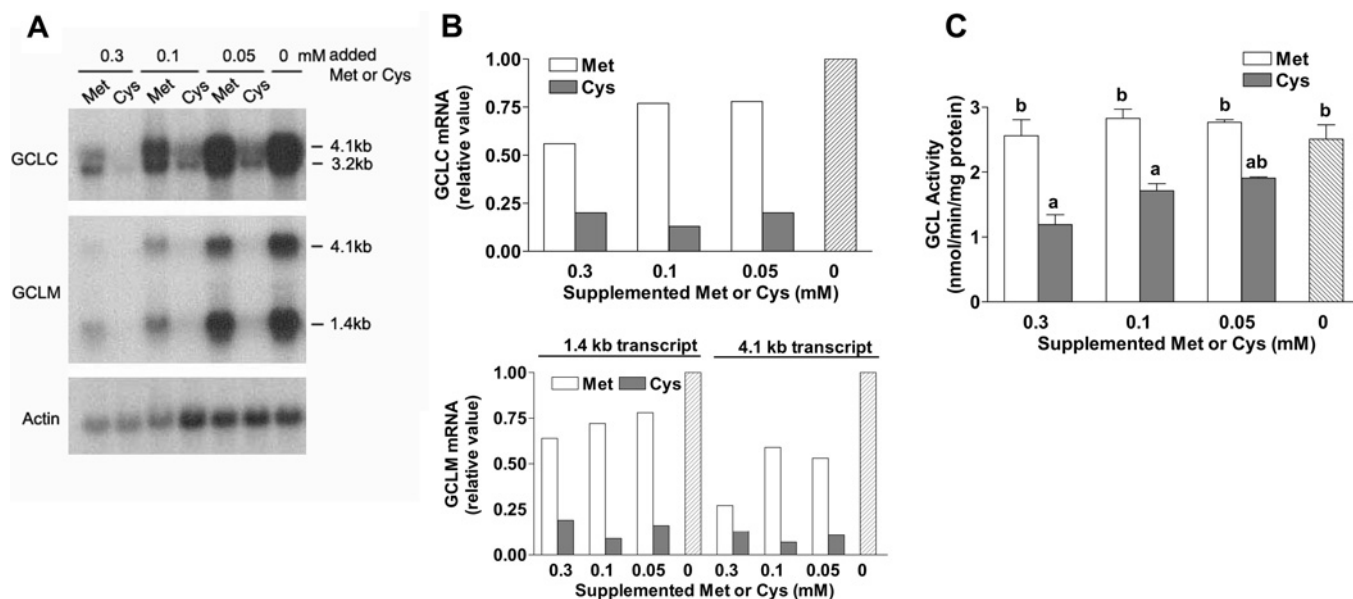 A
0.3 0.1 0.05 0 mM added
Met or Cys
Met Cys Met Cys Met Cys
GCLC
4.1kb
3.2kb
GCLM
4.1kb
1.4kb
Actin
B
GCLC mRNA
(relative value)
1.00
0.75
0.50
0.25
0.00
Met
Cys
0.3 0.1 0.05 0
Supplemented Met or Cys (mM)
1.4 kb transcript 4.1 kb transcript
GCLM mRNA
(relative value)
1.00
0.75
0.50
0.25
0.00
Met Cys
0.3 0.1 0.05 0 0.3 0.1 0.05 0
Supplemented Met or Cys (mM)
C
Met
Cys
GCL Activity
(nmol/min/mg protein)
3
2
1
0
b a b a b ab b
0.3 0.1 0.05 0
Supplemented Met or Cys (mM)